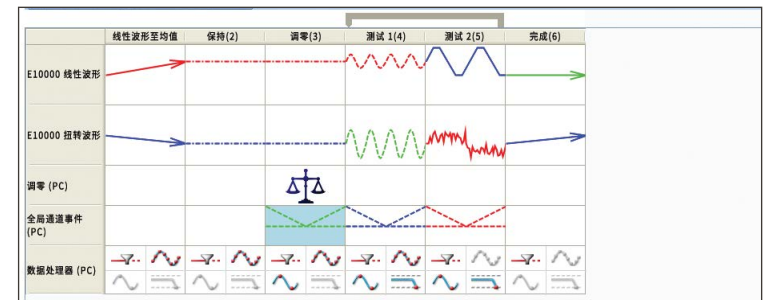 线性波形至均值 保持(2) 调零(3) 测试 1(4) 测试 2(5) 完成(6)
E10000 线性波形
E10000 扭转波形
调零 (PC)
全局通道事件
(PC)
数据处理器 (PC)